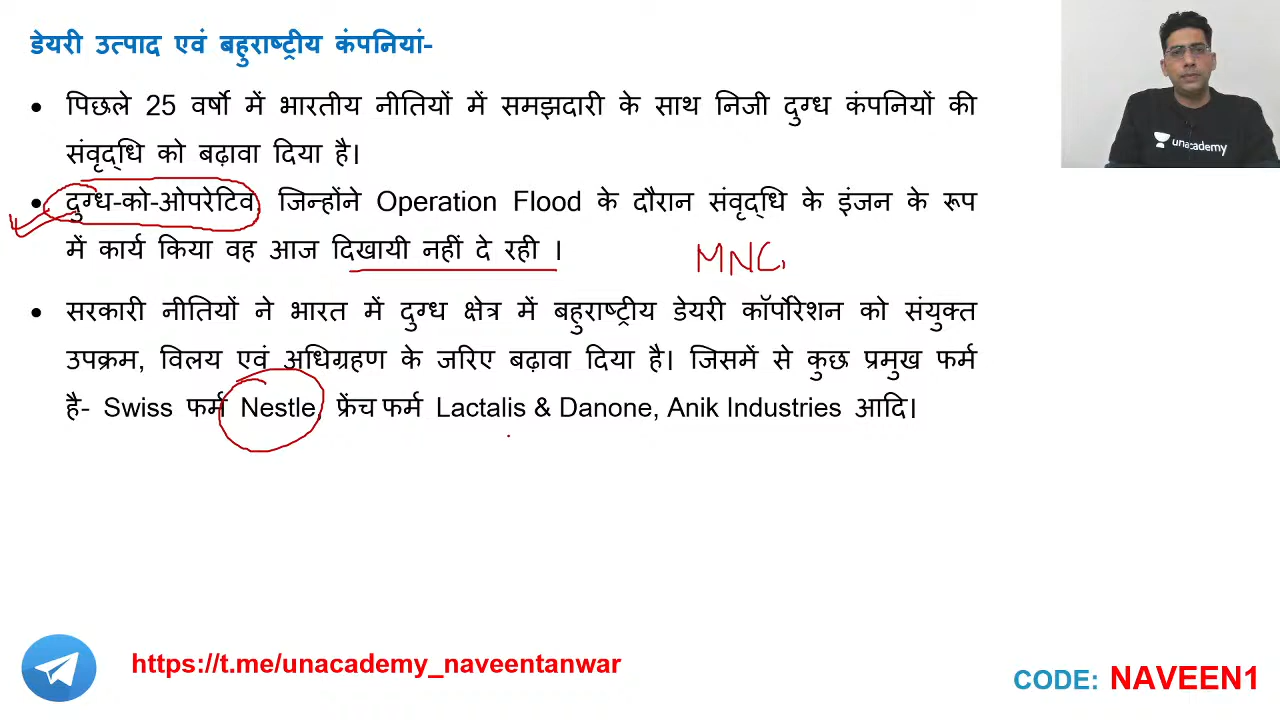 डेयरी उत्पाद एवं बहुराष्ट्रीय कंपनियां-
• पिछले 25 वर्षो में भारतीय नीतियों में समझदारी के साथ निजी दुग्ध कंपनियों की
संवृद्धि को बढ़ावा दिया है।
• दुग्ध-को-ओपरेटिव, जिन्होंने Operation Flood के दौरान संवृद्धि के इंजन के रूप
में कार्य किया वह आज दिखायी नहीं दे रही ।
MNC
• सरकारी नीतियों ने भारत में दुग्ध क्षेत्र में बहुराष्ट्रीय डेयरी कॉर्पोरेशन को संयुक्त
उपक्रम, विलय एवं अधिग्रहण के जरिए बढ़ावा दिया है। जिसमें से कुछ प्रमुख फर्म
है- Swiss फर्म Nestle, फ्रेंच फर्म Lactalis & Danone, Anik Industries आदि।
unacademy
https://t.me/unacademy_naveentanwar
CODE: NAVEEN1